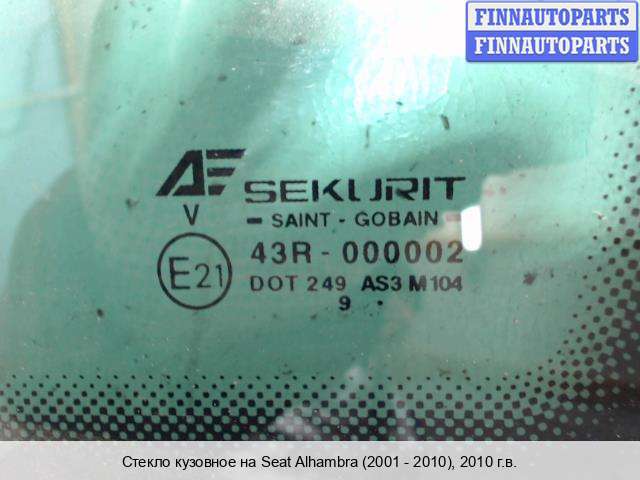 FINNAUTOPARTS
FINNAUTOPARTS
SEKURIT
V
- SAINT - GOBAIN -
E21
43R - 000002
DOT 249 AS3 M104
9 .
Стекло кузовное на Seat Alhambra (2001 - 2010), 2010 г.в.